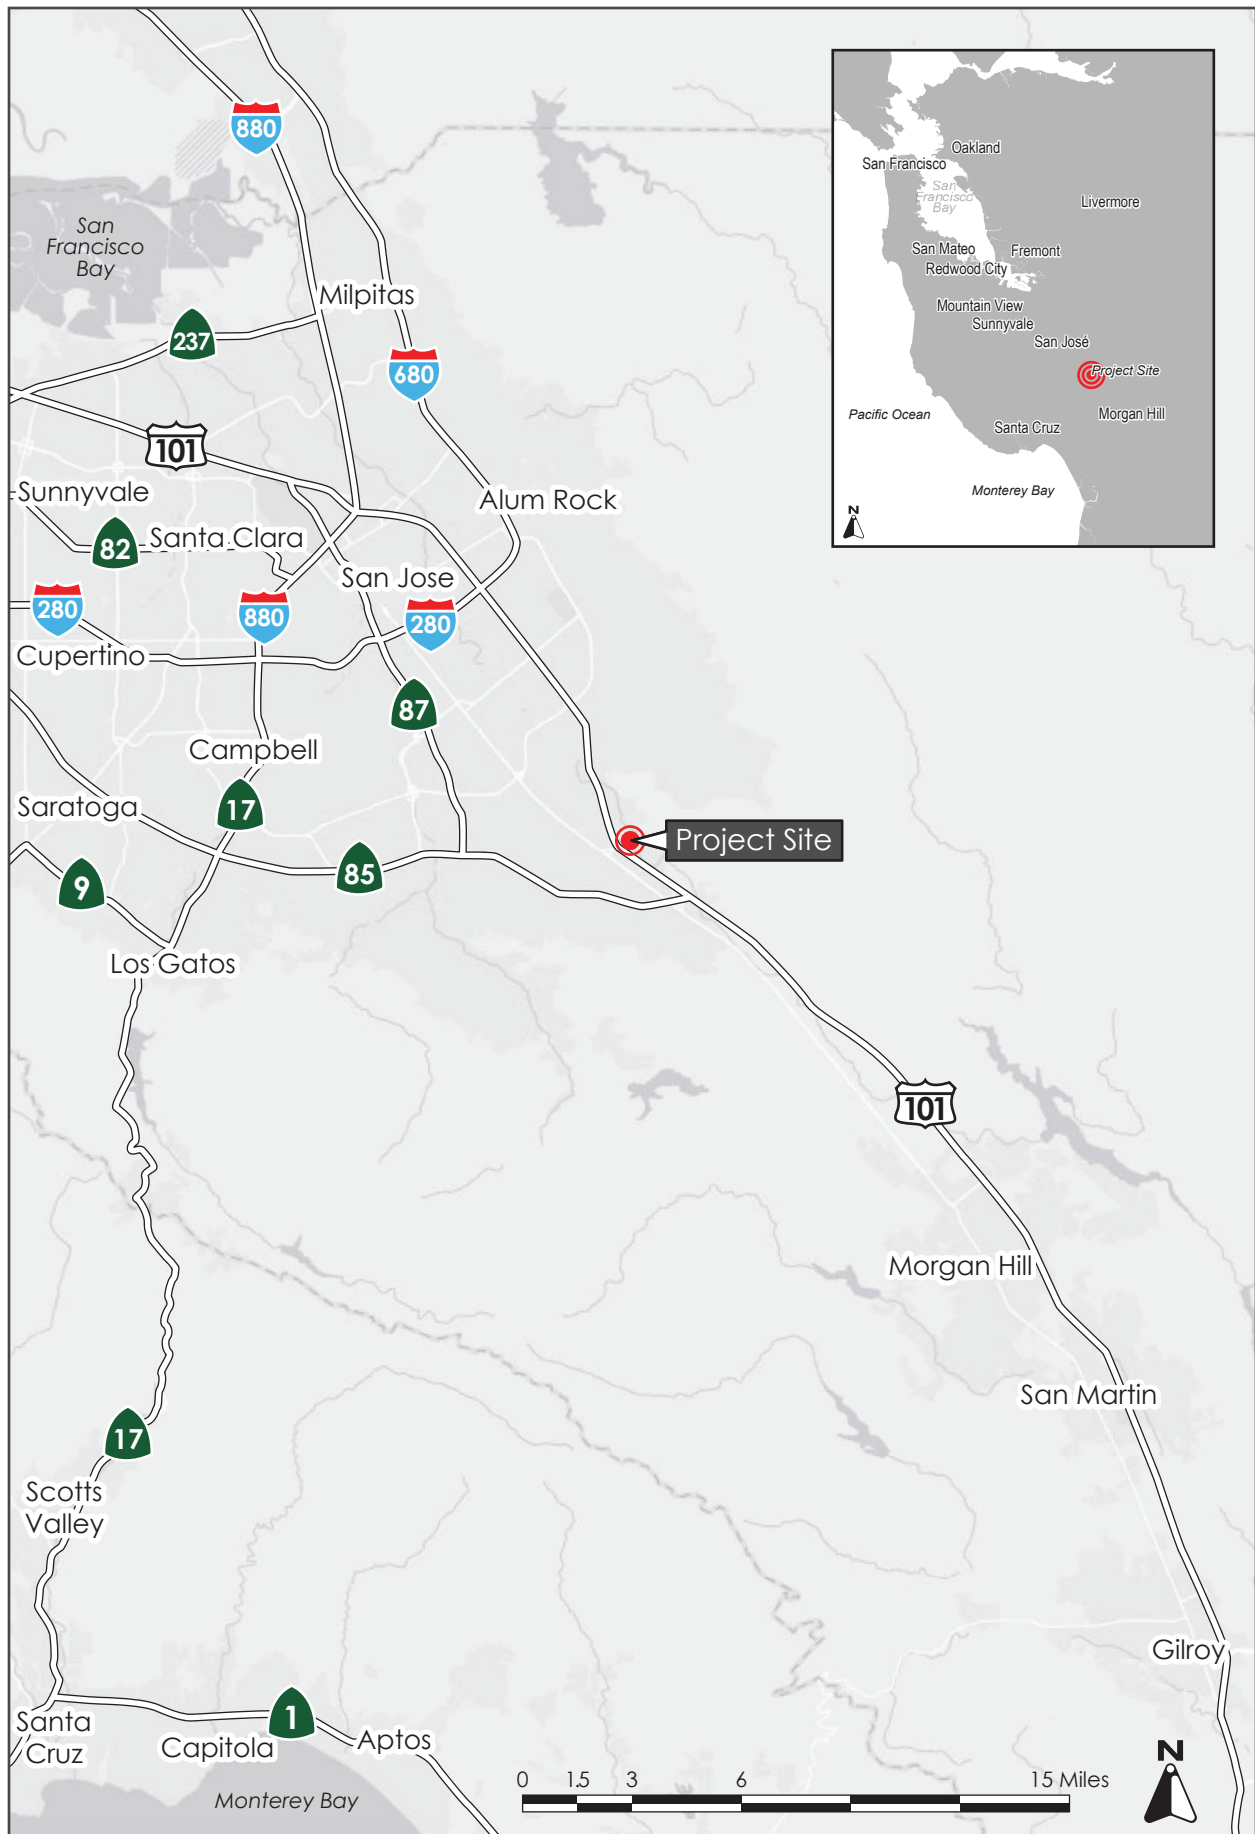 880
San
Francisco
Bay
Milpitas
237
680
101
Sunnyvale
Alum Rock
82
Santa Clara
San Jose
280
880
280
Cupertino
87
Campbell
Saratoga
17
Project Site
85
9
Los Gatos
101
Morgan Hill
San Martin
17
Scotts
Valley
Gilroy
Santa
Cruz
1
Capitola
Aptos
Monterey Bay
0 1.5 3 6 15 Miles
N
Oakland
San Francisco
San
Francisco
Bay
Livermore
San Mateo
Fremont
Redwood City
Mountain View
Sunnyvale
San José
Project Site
Pacific Ocean
Morgan Hill
Santa Cruz
Monterey Bay
N